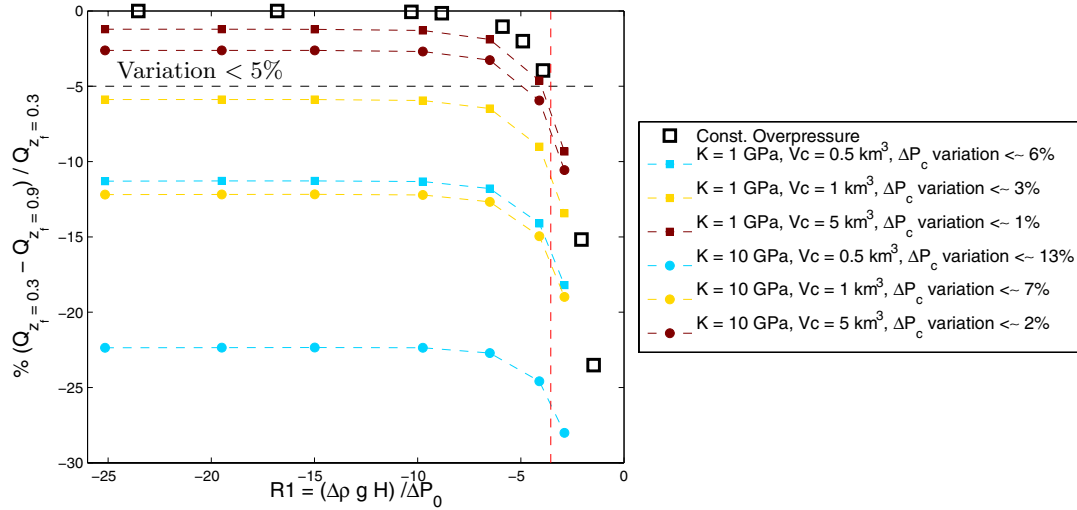 0
−5
−10
−15
−20
−25
−30
% (Q_{z_f = 0.3} − Q_{z_f = 0.9}) / Q_{z_f = 0.3}
Variation < 5%
−25 −20 −15 −10 −5 0
R1 = (Δρ g H) /ΔP_0
Const. Overpressure
K = 1 GPa, Vc = 0.5 km³, ΔP_c variation <~ 6%
K = 1 GPa, Vc = 1 km³, ΔP_c variation <~ 3%
K = 1 GPa, Vc = 5 km³, ΔP_c variation <~ 1%
K = 10 GPa, Vc = 0.5 km³, ΔP_c variation <~ 13%
K = 10 GPa, Vc = 1 km³, ΔP_c variation <~ 7%
K = 10 GPa, Vc = 5 km³, ΔP_c variation <~ 2%